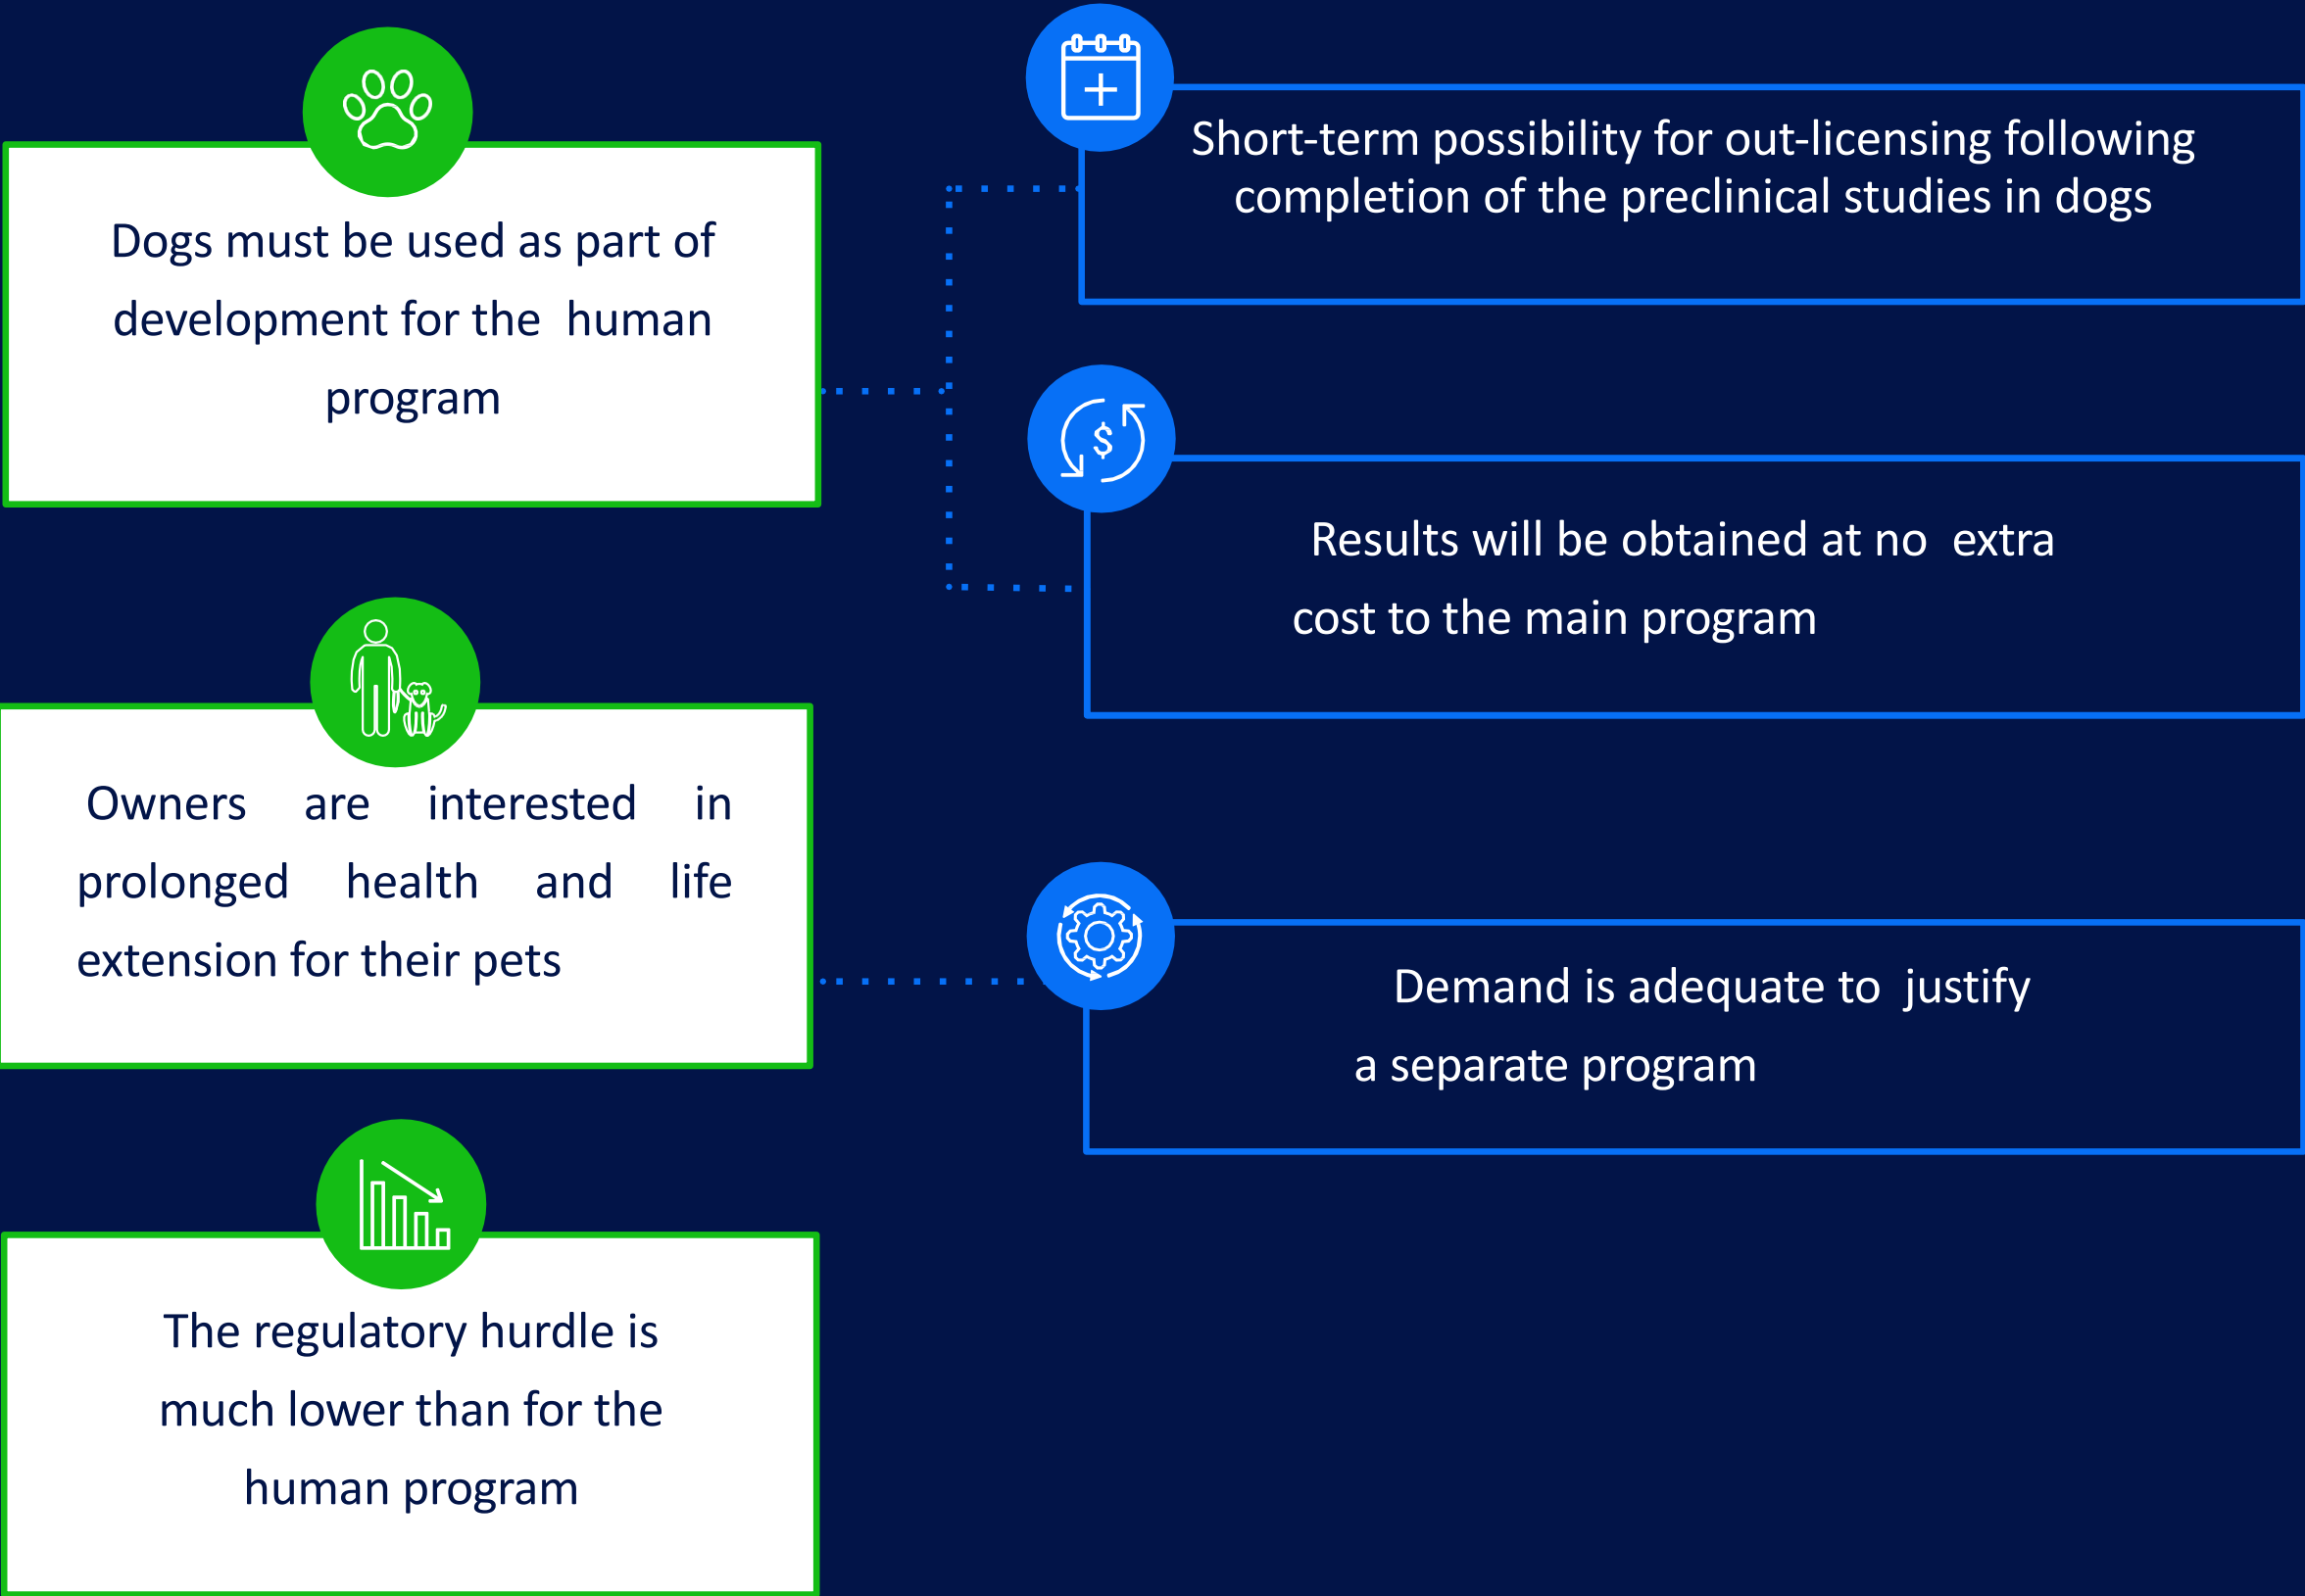 Dogs must be used as part of
development for the human
program
Short-term possibility for out-licensing following
completion of the preclinical studies in dogs
Results will be obtained at no extra
cost to the main program
Owners are interested in
prolonged health and life
extension for their pets
Demand is adequate to justify
a separate program
The regulatory hurdle is
much lower than for the
human program